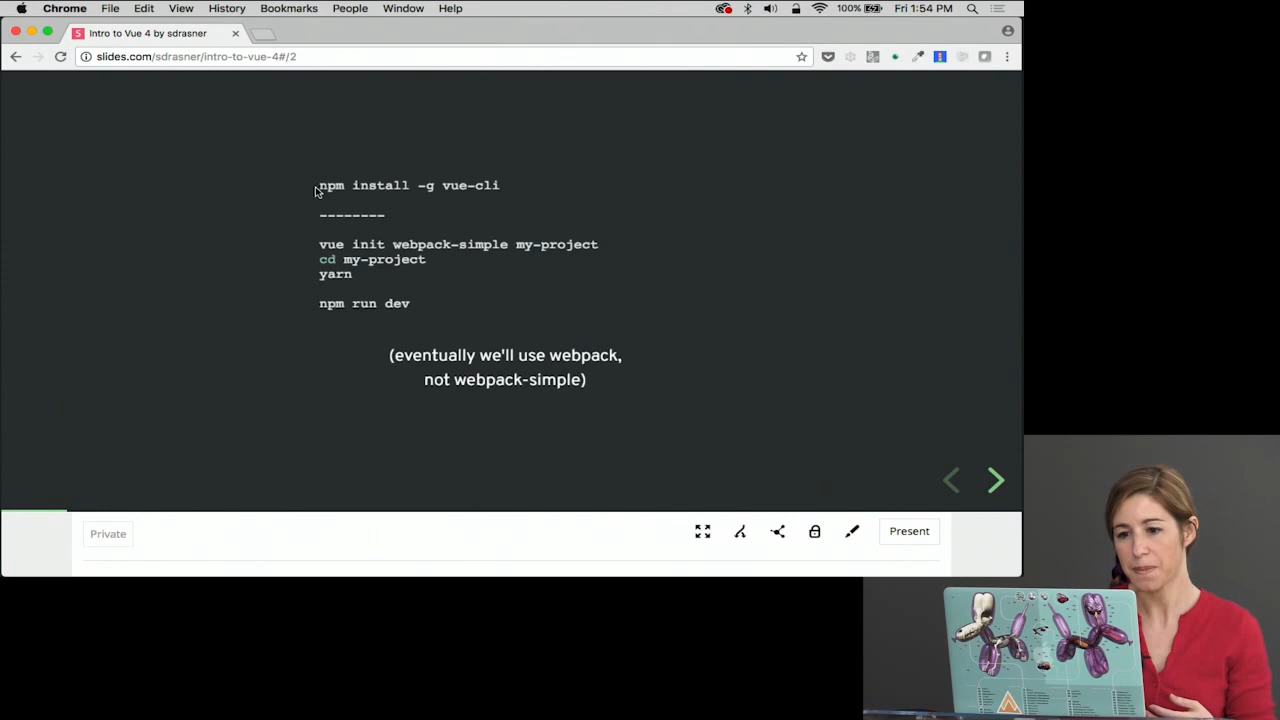 Chrome File Edit View History Bookmarks People Window Help 100% Fri 1:54 PM
Intro to Vue 4 by sdrasner
slides.com/sdrasner/intro-to-vue-4#/2
npm install -g vue-cli
--------
vue init webpack-simple my-project
cd my-project
yarn
npm run dev
(eventually we'll use webpack,
not webpack-simple)
Private
Present